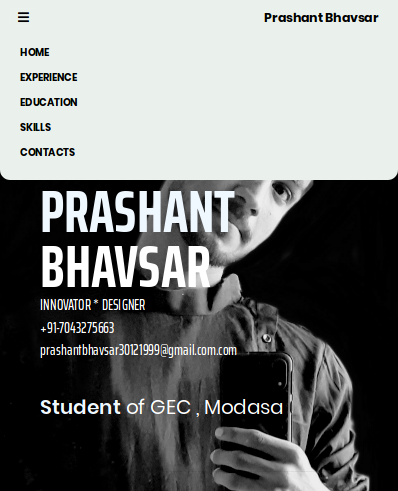 Prashant Bhavsar
HOME
EXPERIENCE
EDUCATION
SKILLS
CONTACTS
PRASHANT
BHAVSAR
INNOVATOR * DESIGNER
+91-7043275663
prashantbhavsar30121999@gmail.com.com
Student of GEC , Modasa